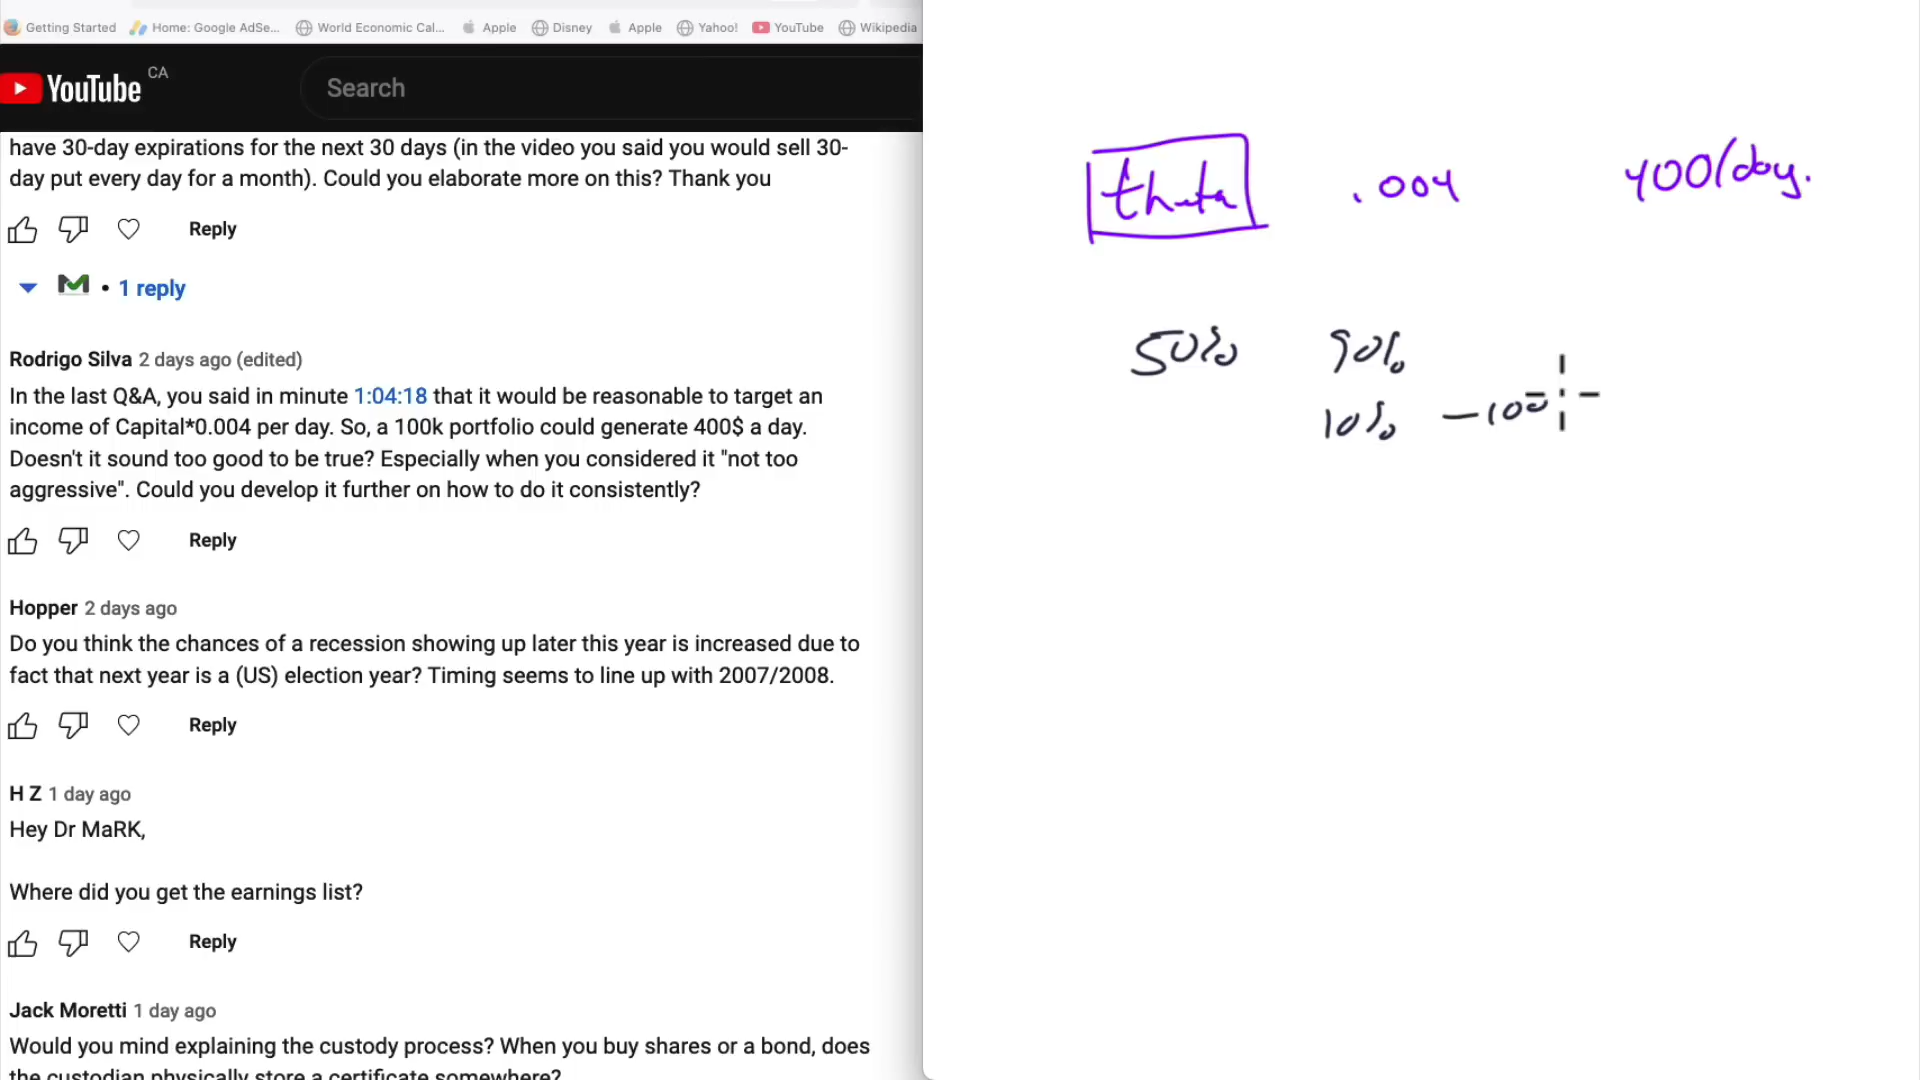 Getting Started Home: Google AdSe... World Economic Cal... Apple Disney Apple Yahoo! YouTube Wikipedia
YouTube CA Search
have 30-day expirations for the next 30 days (in the video you said you would sell 30-
day put every day for a month). Could you elaborate more on this? Thank you
Reply
• 1 reply
Rodrigo Silva 2 days ago (edited)
In the last Q&A, you said in minute 1:04:18 that it would be reasonable to target an
income of Capital*0.004 per day. So, a 100k portfolio could generate 400$ a day.
Doesn't it sound too good to be true? Especially when you considered it "not too
aggressive". Could you develop it further on how to do it consistently?
Reply
Hopper 2 days ago
Do you think the chances of a recession showing up later this year is increased due to
fact that next year is a (US) election year? Timing seems to line up with 2007/2008.
Reply
H Z 1 day ago
Hey Dr MaRK,
Where did you get the earnings list?
Reply
Jack Moretti 1 day ago
Would you mind explaining the custody process? When you buy shares or a bond, does
the custodian physically store a certificate somewhere?
theta .004 400/day.
50% 90%
10% -100